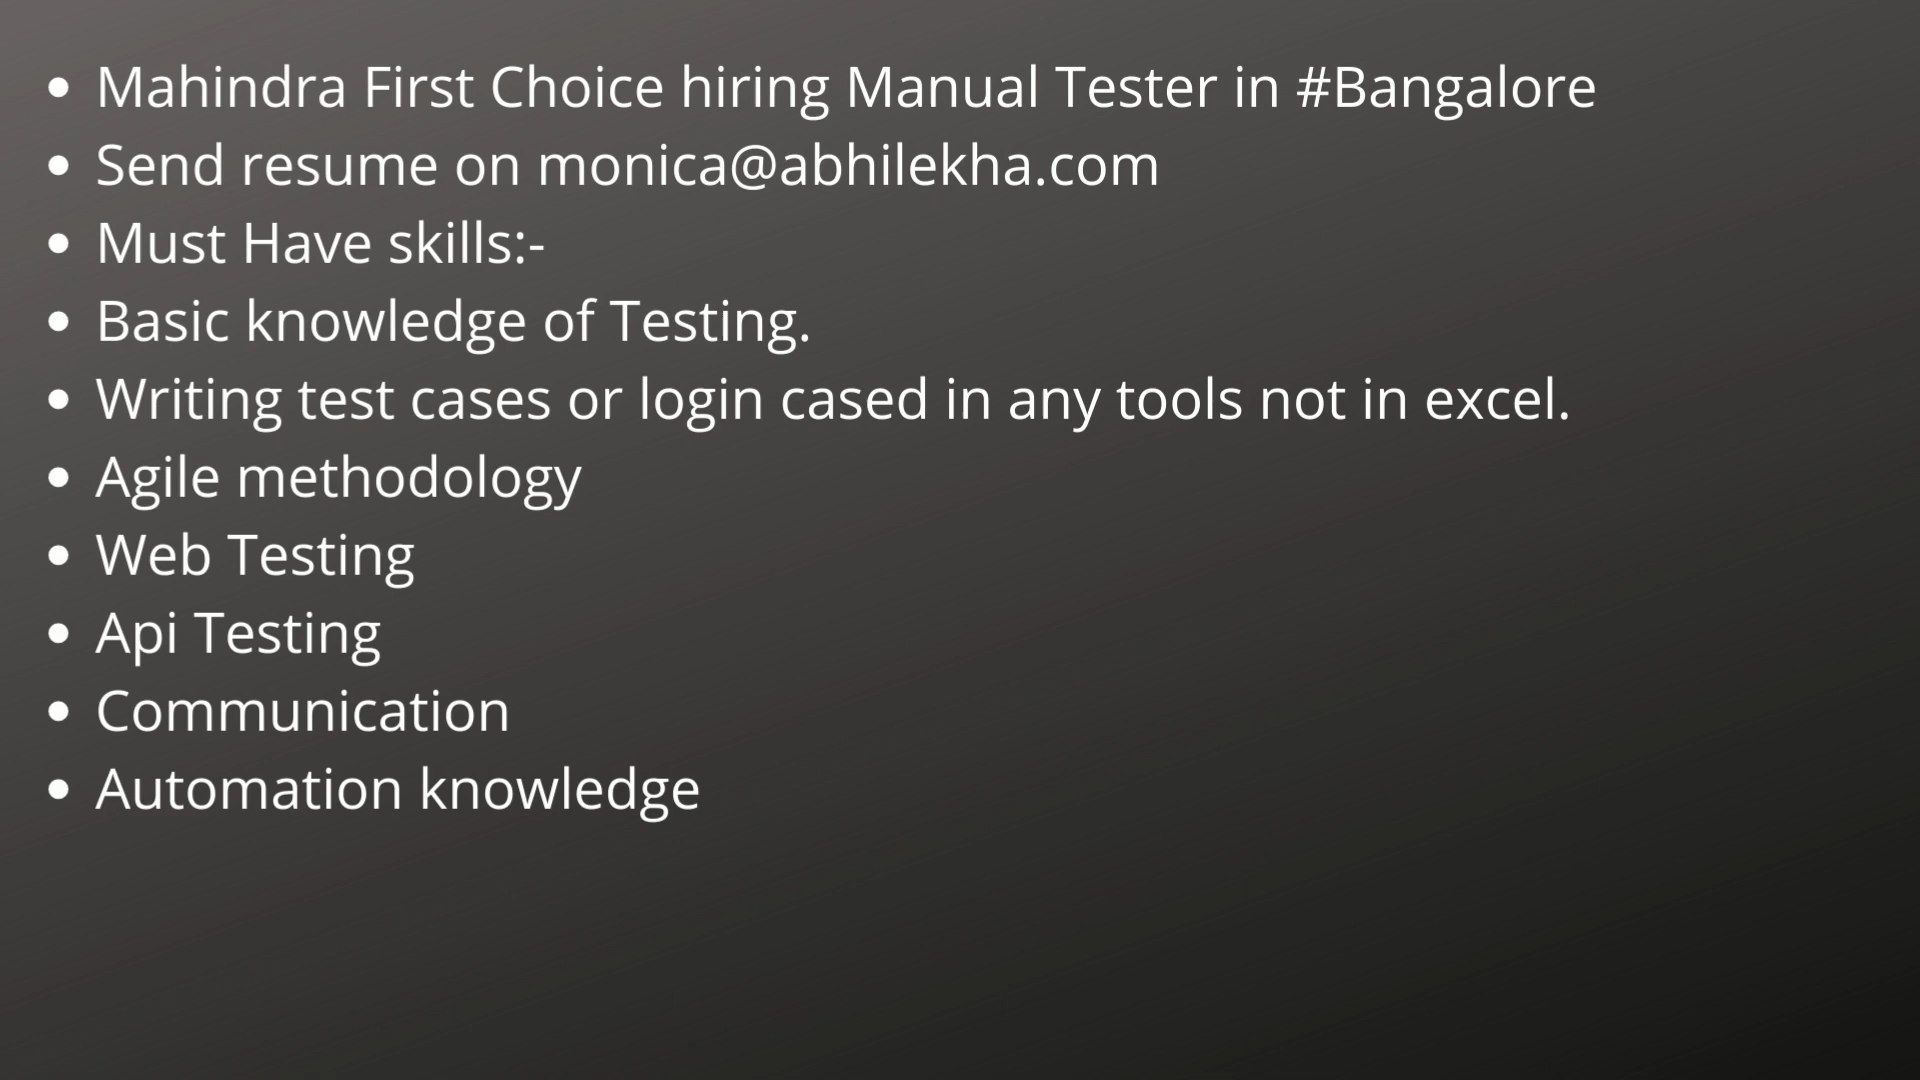 • Mahindra First Choice hiring Manual Tester in #Bangalore
• Send resume on monica@abhilekha.com
• Must Have skills:-
• Basic knowledge of Testing.
• Writing test cases or login cased in any tools not in excel.
• Agile methodology
• Web Testing
• Api Testing
• Communication
• Automation knowledge